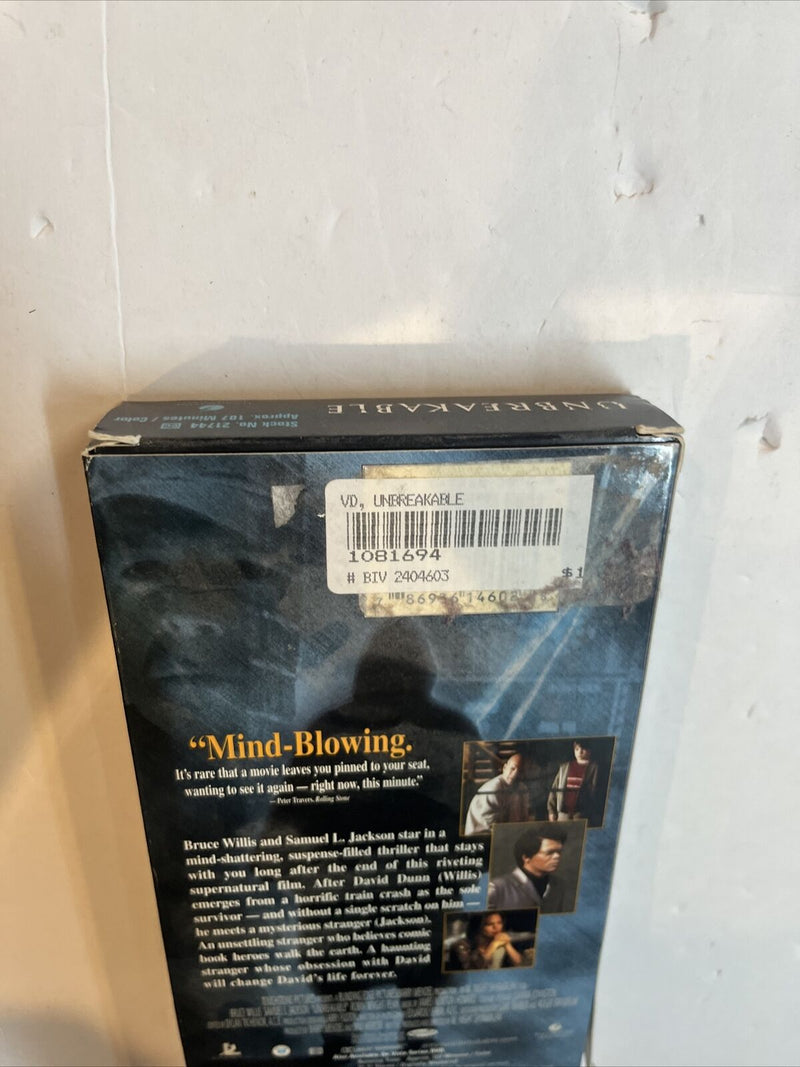 UNBREAKABLE
Stock No. 21744
Approx. 107 Minutes / Color
VD, UNBREAKABLE
1081694
# BIV 2404603
$1
7 86936 14602
“Mind-Blowing.
It's rare that a movie leaves you pinned to your seat,
wanting to see it again — right now, this minute.”
— Peter Travers, Rolling Stone
Bruce Willis and Samuel L. Jackson star in a
mind-shattering, suspense-filled thriller that stays
with you long after the end of this riveting
supernatural film. After David Dunn (Willis)
emerges from a horrific train crash as the sole
survivor — and without a single scratch on him —
he meets a mysterious stranger (Jackson).
An unsettling stranger who believes comic
book heroes walk the earth. A haunting
stranger whose obsession with David
will change David's life forever.